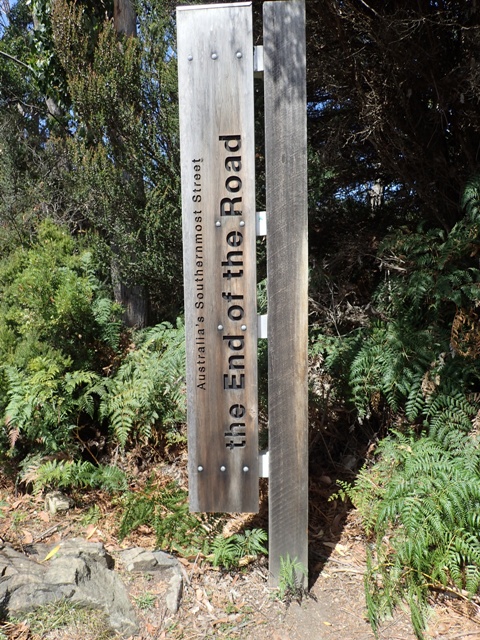 Australia's Southernmost Street
the End of the Road